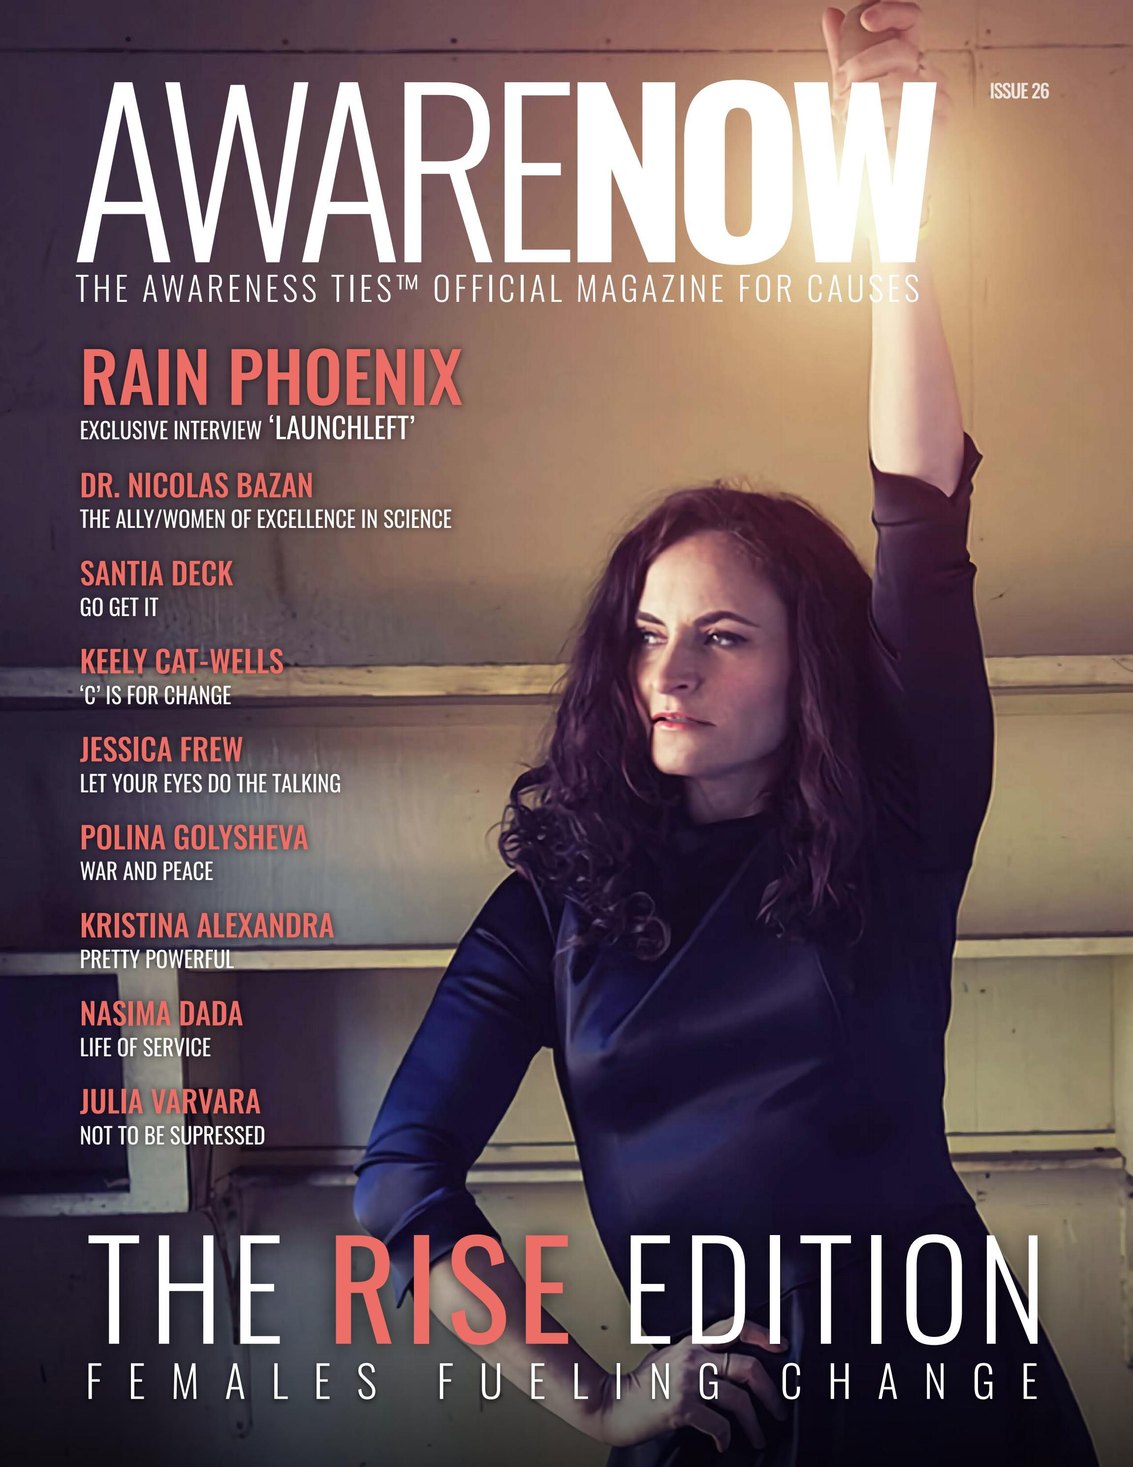 AWARENOW
ISSUE 26
THE AWARENESS TIES™ OFFICIAL MAGAZINE FOR CAUSES
RAIN PHOENIX
EXCLUSIVE INTERVIEW ‘LAUNCHLEFT’
DR. NICOLAS BAZAN
THE ALLY/WOMEN OF EXCELLENCE IN SCIENCE
SANTIA DECK
GO GET IT
KEELY CAT-WELLS
‘C’ IS FOR CHANGE
JESSICA FREW
LET YOUR EYES DO THE TALKING
POLINA GOLYSHEVA
WAR AND PEACE
KRISTINA ALEXANDRA
PRETTY POWERFUL
NASIMA DADA
LIFE OF SERVICE
JULIA VARVARA
NOT TO BE SUPRESSED
THE RISE EDITION
FEMALES FUELING CHANGE